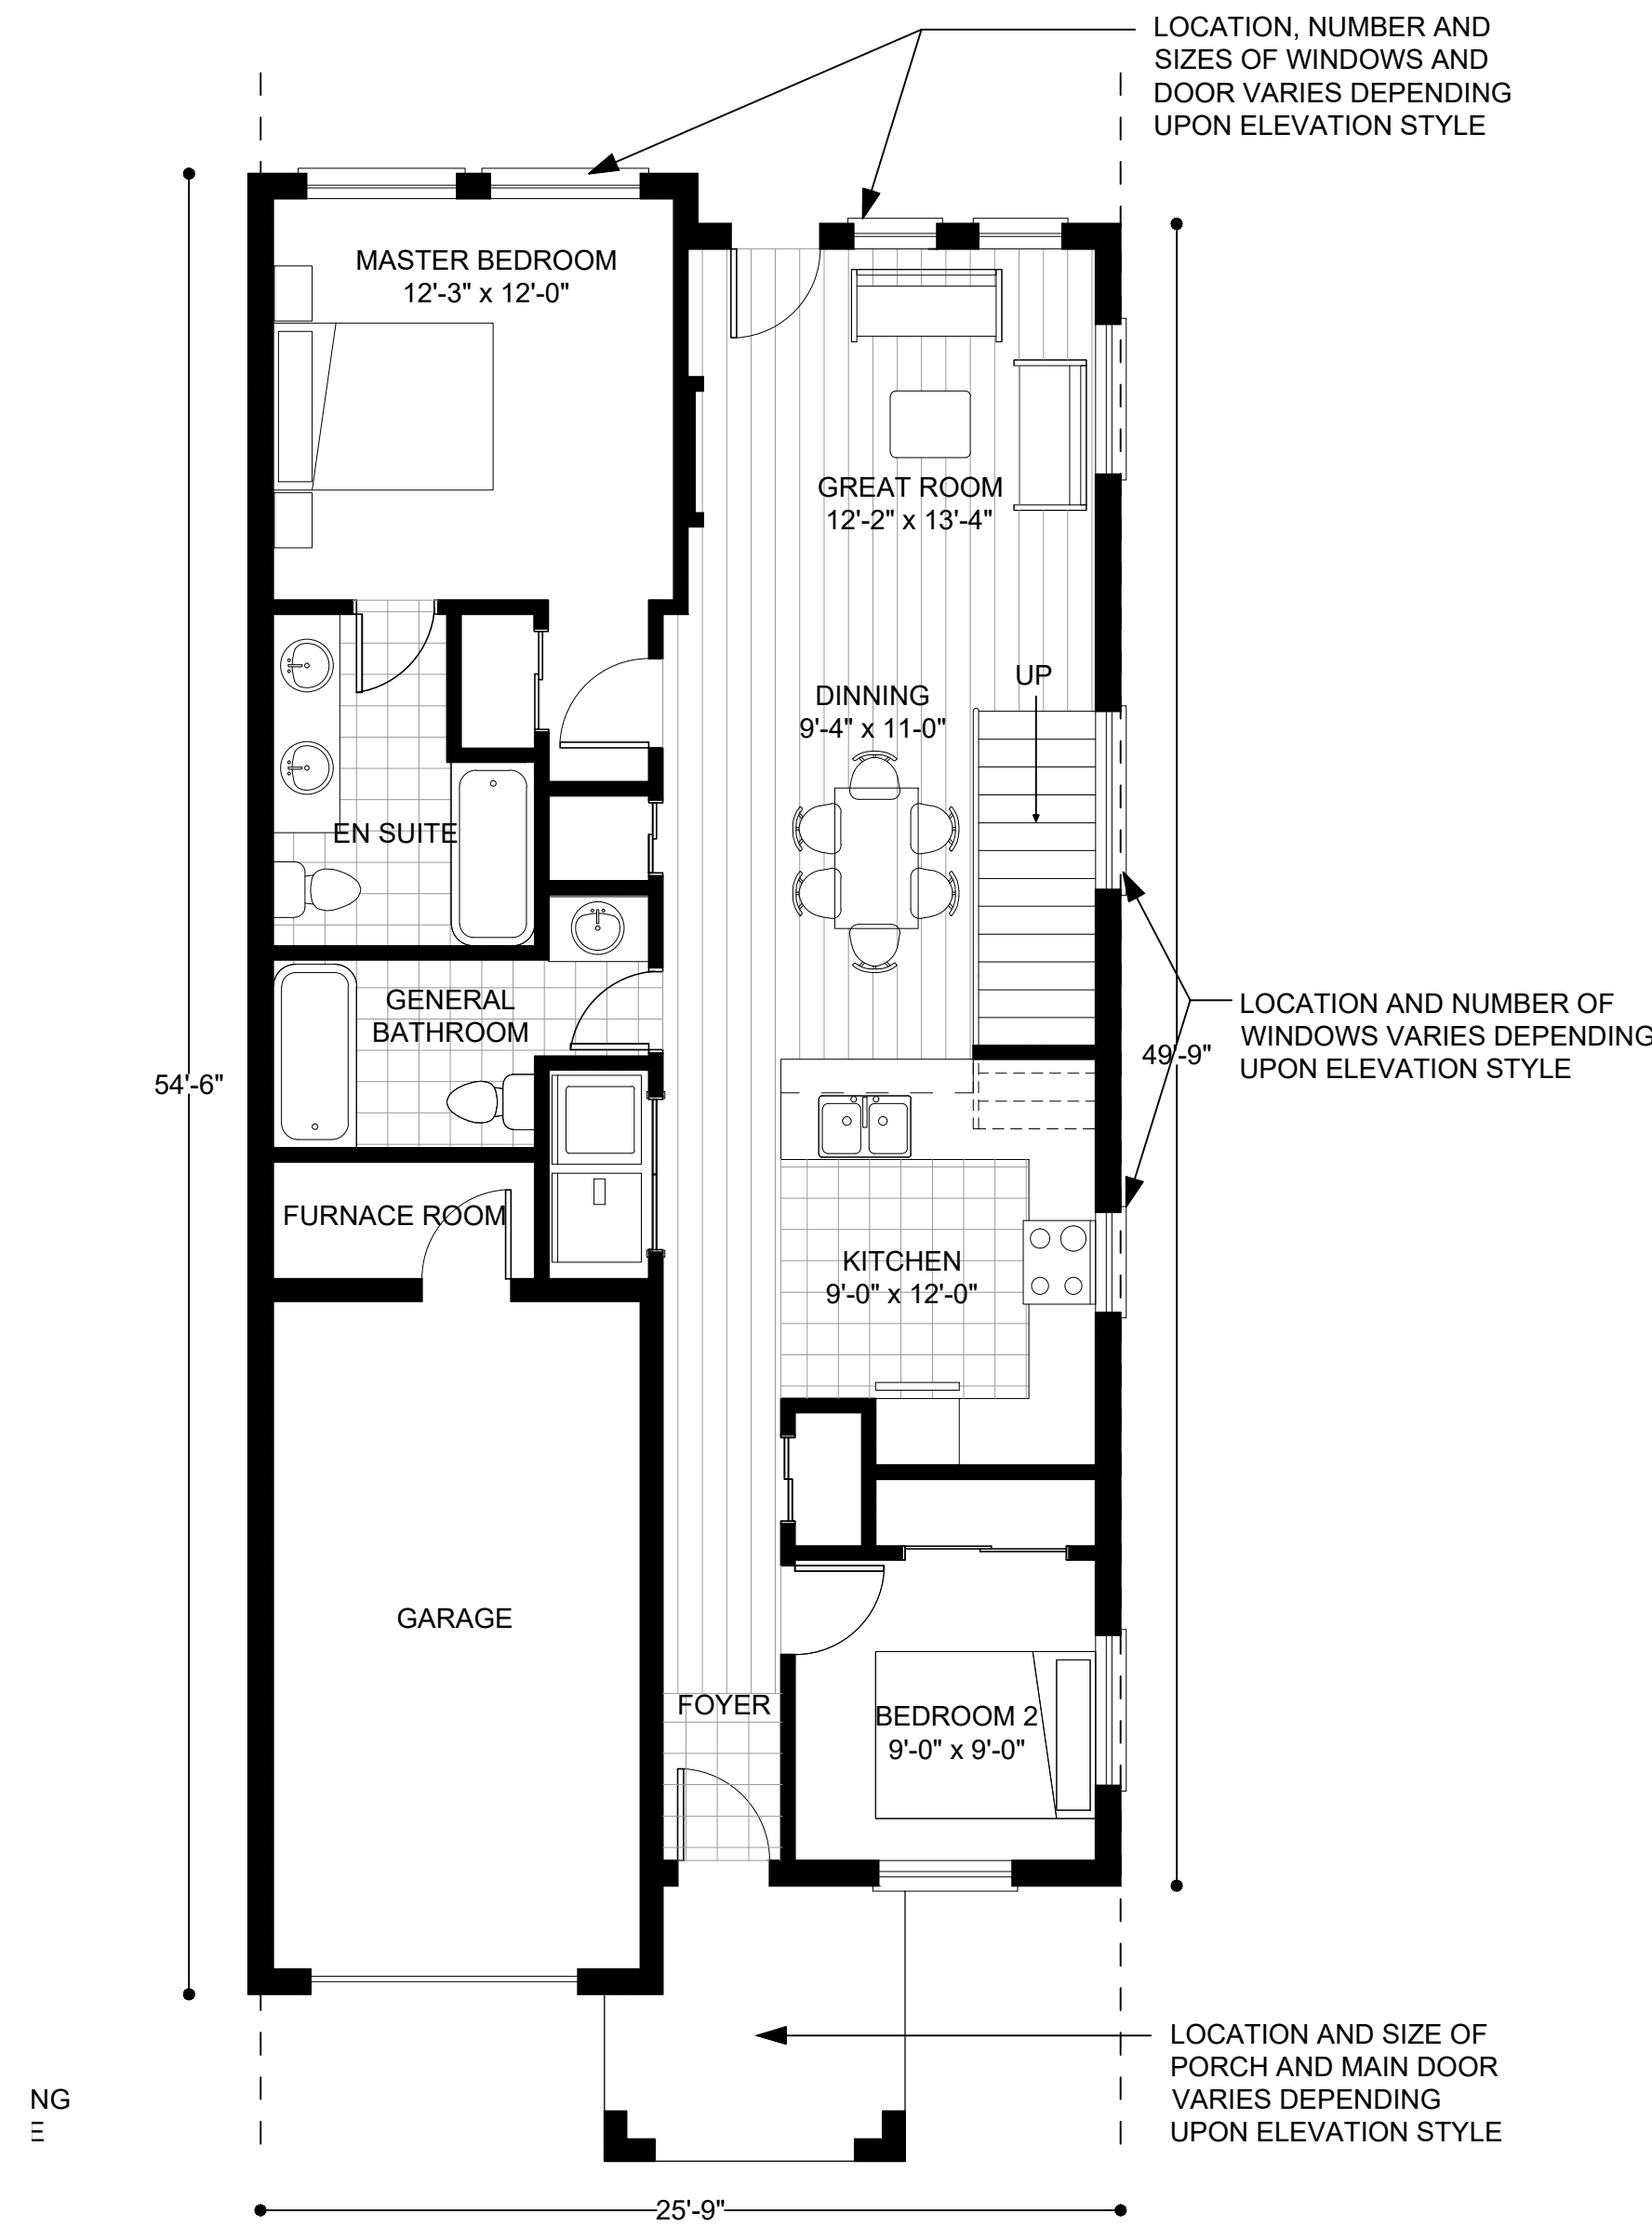 LOCATION, NUMBER AND
SIZES OF WINDOWS AND
DOOR VARIES DEPENDING
UPON ELEVATION STYLE
MASTER BEDROOM
12'-3" x 12'-0"
GREAT ROOM
12'-2" x 13'-4"
UP
DINNING
9'-4" x 11'-0"
EN SUITE
GENERAL
BATHROOM
LOCATION AND NUMBER OF
WINDOWS VARIES DEPENDING
UPON ELEVATION STYLE
49'-9"
54'-6"
FURNACE ROOM
KITCHEN
9'-0" x 12'-0"
GARAGE
FOYER
BEDROOM 2
9'-0" x 9'-0"
LOCATION AND SIZE OF
PORCH AND MAIN DOOR
VARIES DEPENDING
UPON ELEVATION STYLE
NG
E
25'-9"